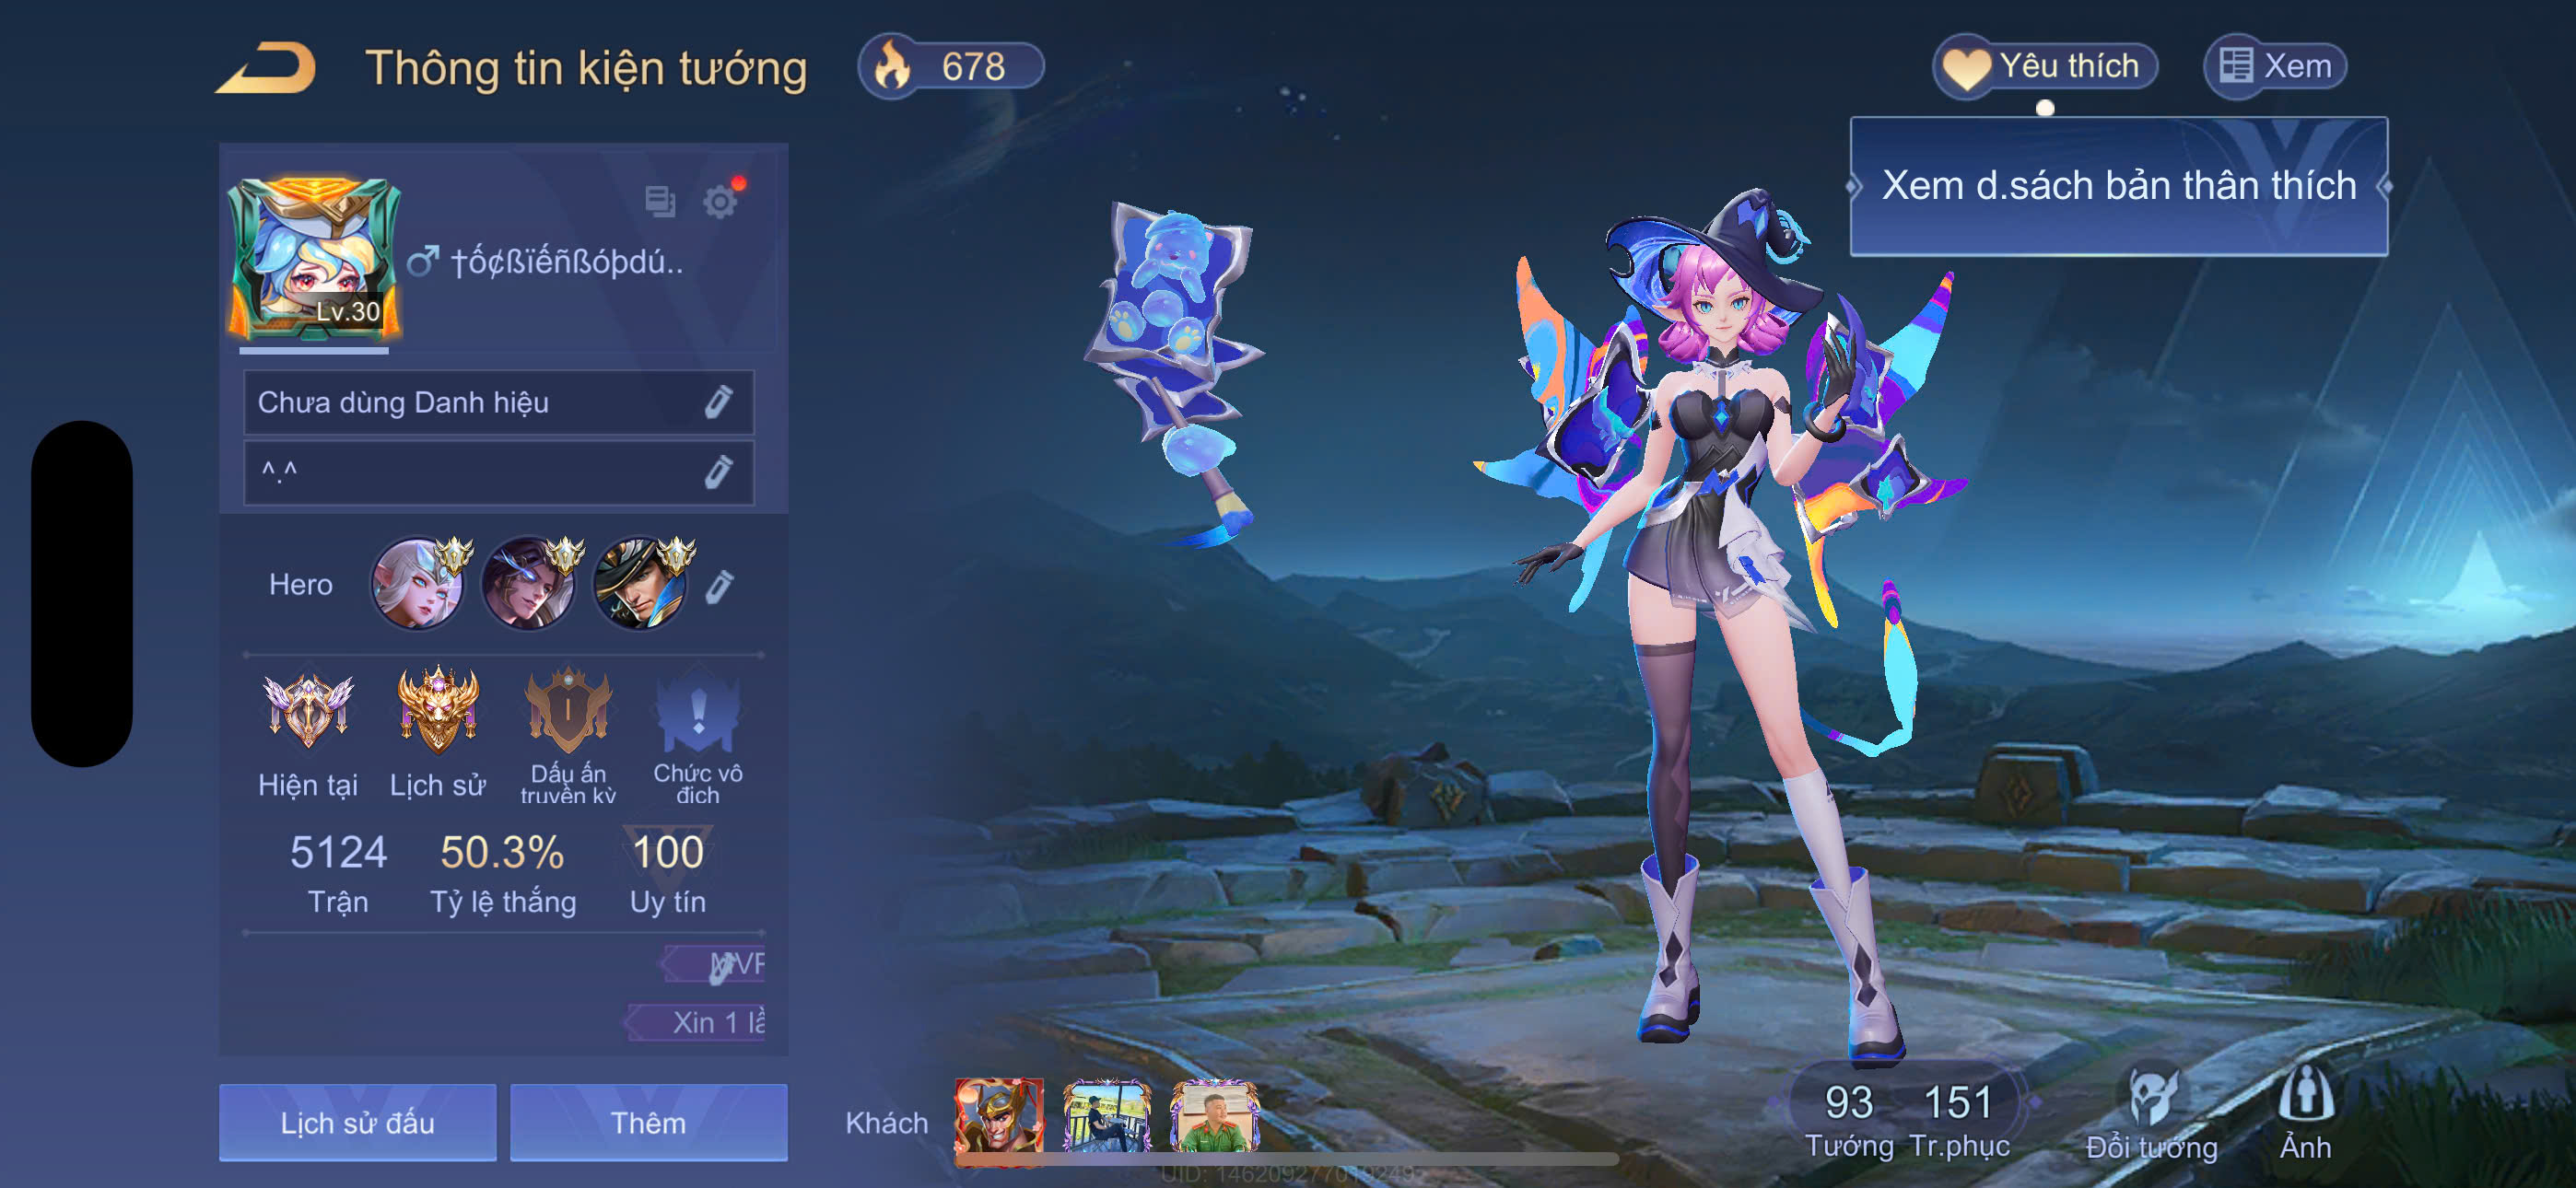 Thông tin kiện tướng
678
Yêu thích
Xem
Xem d.sách bản thân thích
Lv.30
†ố¢ßïếñßóþdú..
Chưa dùng Danh hiệu
^.^
Hero
Hiện tại
Lịch sử
Dấu ấn
truyền kỳ
Chức vô
địch
5124
50.3%
100
Trận
Tỷ lệ thắng
Uy tín
Xin 1
Lịch sử đấu
Thêm
Khách
93
151
Tướng
Tr.phục
Đổi tướng
Ảnh